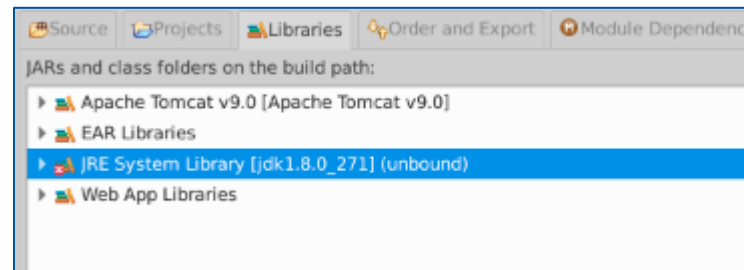 Source Projects Libraries Order and Export Module Dependenc
JARs and class folders on the build path:
Apache Tomcat v9.0 [Apache Tomcat v9.0]
EAR Libraries
JRE System Library [jdk1.8.0_271] (unbound)
Web App Libraries